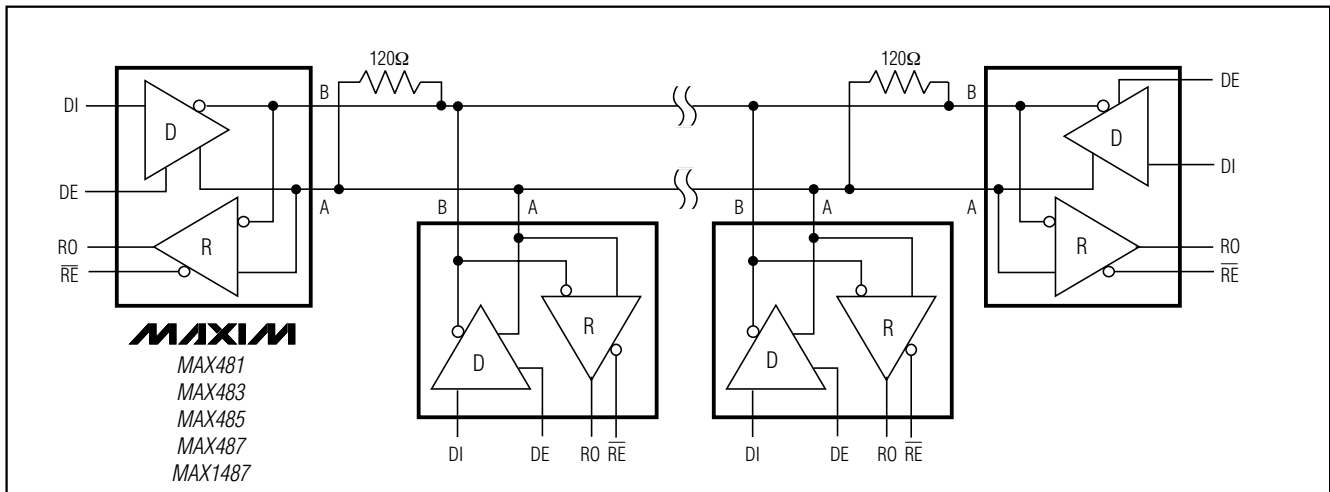 120Ω
120Ω
DI
B
B
DE
D
D
DI
DE
A
B
A
B
A
A
RO
R
R
RO
RE
RE
R
R
D
D
MAXIM
MAX481
MAX483
MAX485
MAX487
MAX1487
DI
DE
RO
RE
DI
DE
RO
RE